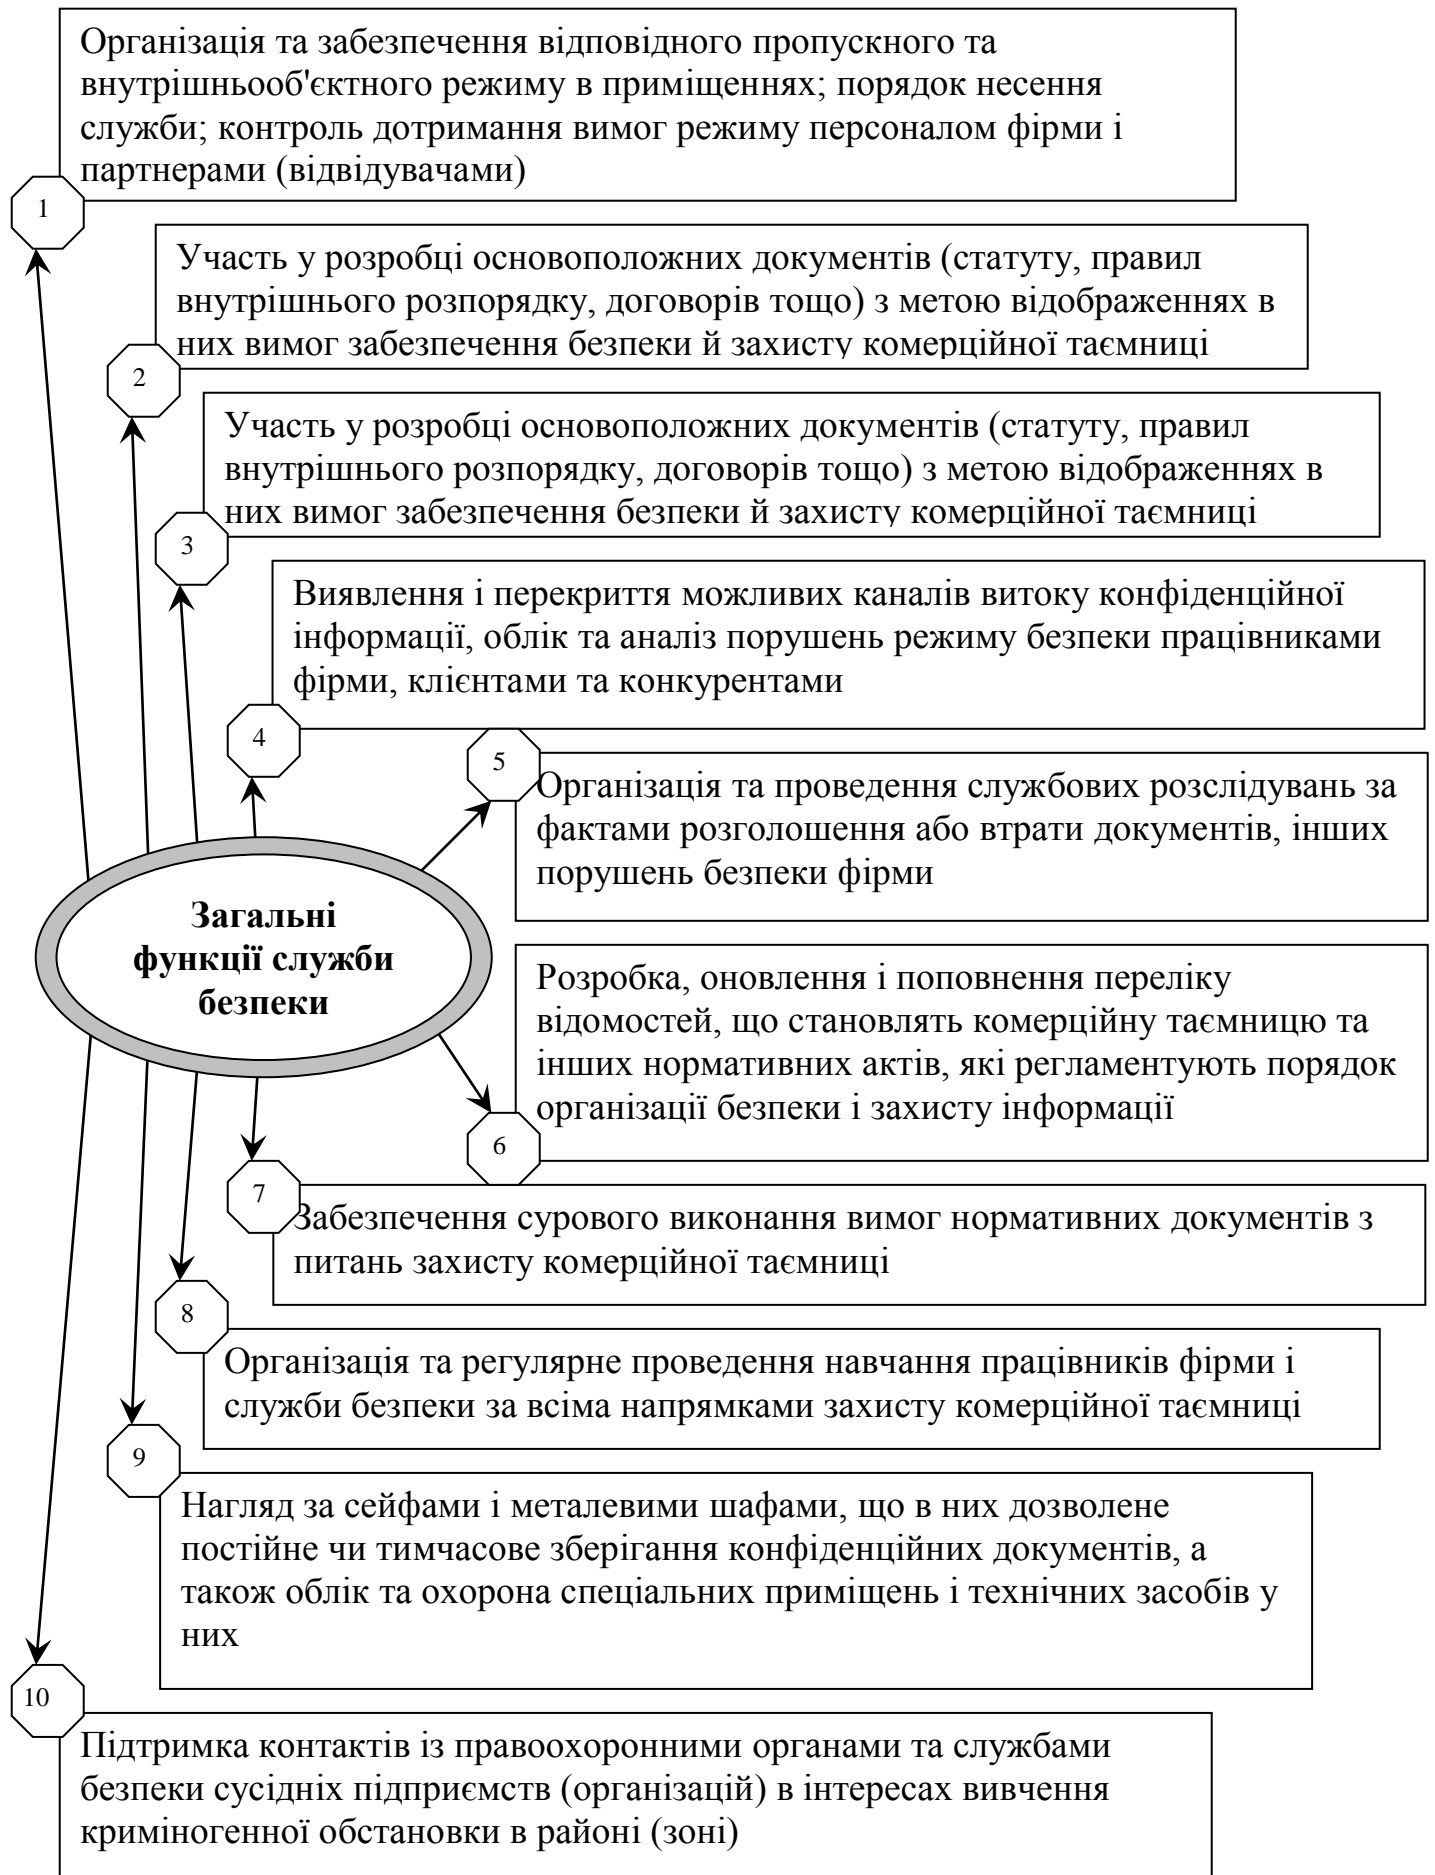 Організація та забезпечення відповідного пропускного та
внутрішньооб'єктного режиму в приміщеннях; порядок несення
служби; контроль дотримання вимог режиму персоналом фірми і
партнерами (відвідувачами)
1
Участь у розробці основоположних документів (статуту, правил
внутрішнього розпорядку, договорів тощо) з метою відображеннях в
них вимог забезпечення безпеки й захисту комерційної таємниці
2
Участь у розробці основоположних документів (статуту, правил
внутрішнього розпорядку, договорів тощо) з метою відображеннях в
них вимог забезпечення безпеки й захисту комерційної таємниці
3
Виявлення і перекриття можливих каналів витоку конфіденційної
інформації, облік та аналіз порушень режиму безпеки працівниками
фірми, клієнтами та конкурентами
4
5
Організація та проведення службових розслідувань за
фактами розголошення або втрати документів, інших
порушень безпеки фірми
Загальні
функції служби
безпеки
Розробка, оновлення і поповнення переліку
відомостей, що становлять комерційну таємницю та
інших нормативних актів, які регламентують порядок
організації безпеки і захисту інформації
6
7
Забезпечення сурового виконання вимог нормативних документів з
питань захисту комерційної таємниці
8
Організація та регулярне проведення навчання працівників фірми і
служби безпеки за всіма напрямками захисту комерційної таємниці
9
Нагляд за сейфами і металевими шафами, що в них дозволене
постійне чи тимчасове зберігання конфіденційних документів, а
також облік та охорона спеціальних приміщень і технічних засобів у
них
10
Підтримка контактів із правоохоронними органами та службами
безпеки сусідніх підприємств (організацій) в інтересах вивчення
криміногенної обстановки в районі (зоні)